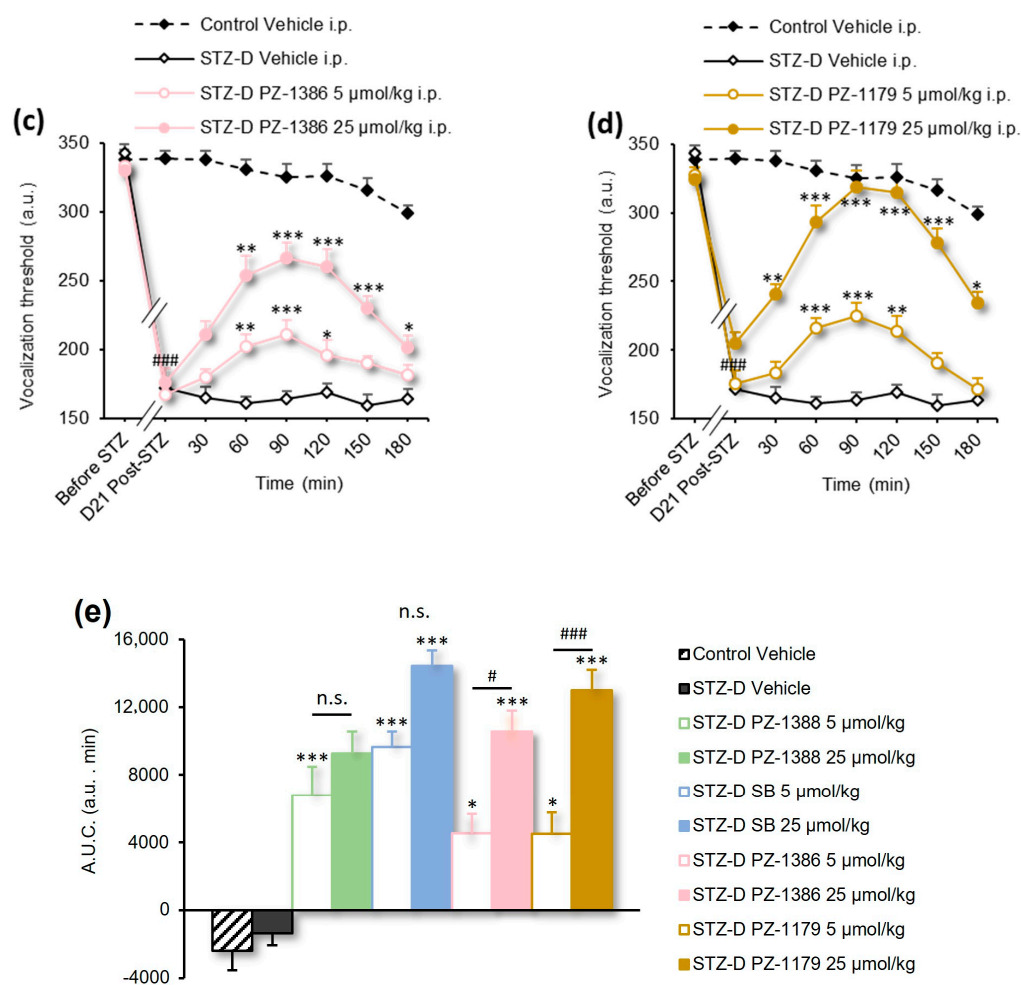 Control Vehicle i.p.
STZ-D Vehicle i.p.
STZ-D PZ-1386 5 µmol/kg i.p.
STZ-D PZ-1386 25 µmol/kg i.p.
(c)
350
300
250
200
150
Vocalization threshold (a.u.)
**
***
***
***
*
**
***
*
###
Before STZ
D21 Post-STZ
30
60
90
120
150
180
Time (min)
Control Vehicle i.p.
STZ-D Vehicle i.p.
STZ-D PZ-1179 5 µmol/kg i.p.
STZ-D PZ-1179 25 µmol/kg i.p.
(d)
350
300
250
200
150
Vocalization threshold (a.u.)
**
***
***
***
***
*
***
***
**
###
Before STZ
D21 Post-STZ
30
60
90
120
150
180
Time (min)
(e)
16,000
12,000
8000
4000
0
-4000
A.U.C. (a.u. . min)
n.s.
n.s.
###
#
***
***
***
*
***
*
***
Control Vehicle
STZ-D Vehicle
STZ-D PZ-1388 5 µmol/kg
STZ-D PZ-1388 25 µmol/kg
STZ-D SB 5 µmol/kg
STZ-D SB 25 µmol/kg
STZ-D PZ-1386 5 µmol/kg
STZ-D PZ-1386 25 µmol/kg
STZ-D PZ-1179 5 µmol/kg
STZ-D PZ-1179 25 µmol/kg